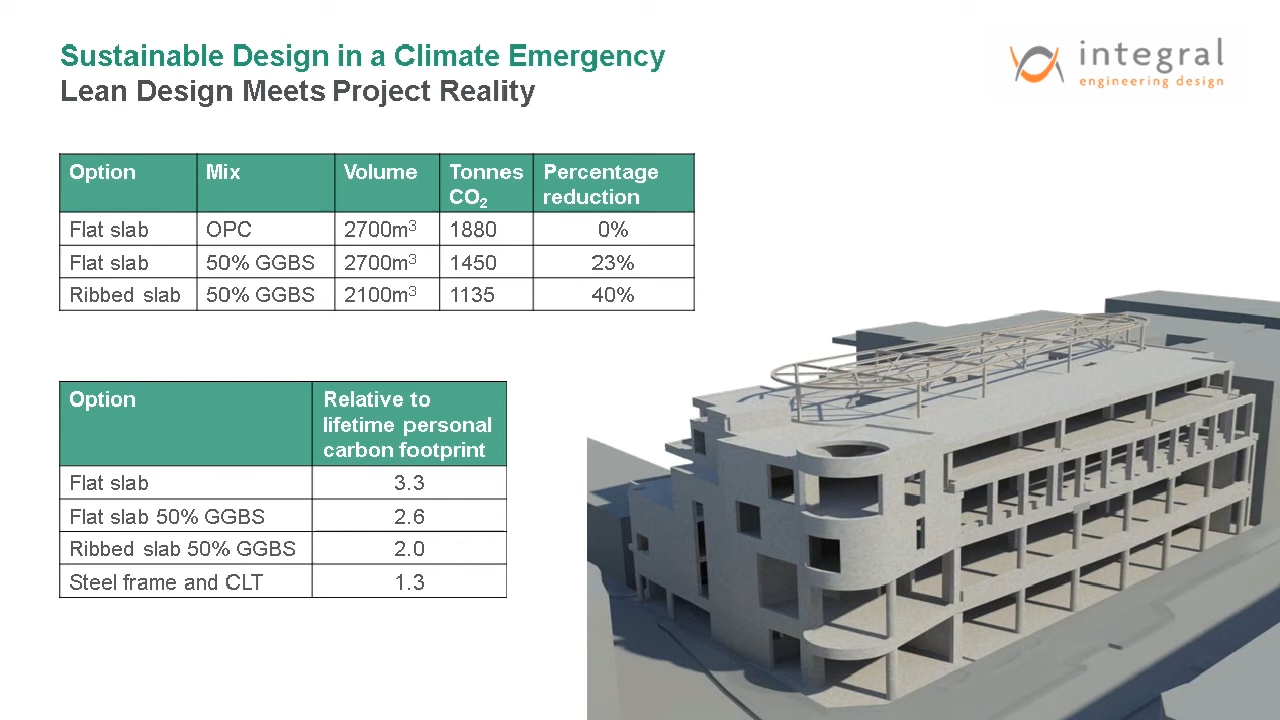 Sustainable Design in a Climate Emergency
Lean Design Meets Project Reality
integral
engineering design
Option Mix Volume Tonnes CO₂ Percentage reduction
Flat slab OPC 2700m³ 1880 0%
Flat slab 50% GGBS 2700m³ 1450 23%
Ribbed slab 50% GGBS 2100m³ 1135 40%
Option Relative to lifetime personal carbon footprint
Flat slab 3.3
Flat slab 50% GGBS 2.6
Ribbed slab 50% GGBS 2.0
Steel frame and CLT 1.3